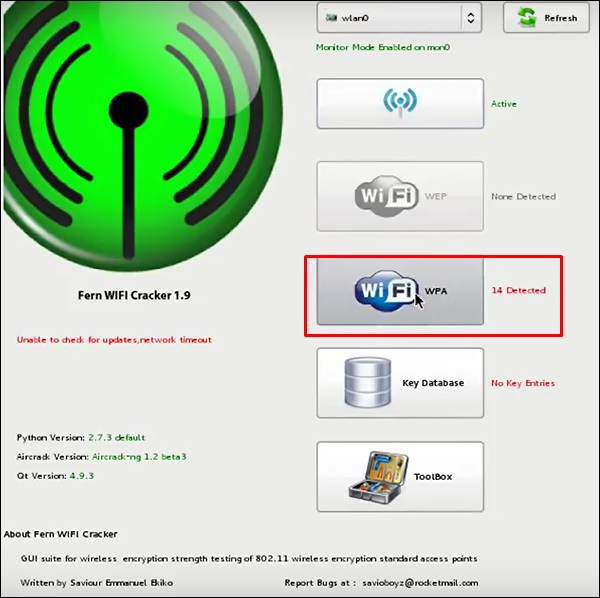 wlan0
Refresh
Monitor Mode Enabled on mon0
Active
WiFi WEP
None Detected
WiFi WPA
14 Detected
Fern WIFI Cracker 1.9
Unable to check for updates,network timeout
Key Database
No Key Entries
Python Version: 2.7.3 default
Aircrack Version: Aircrack-ng 1.2 beta3
Qt Version: 4.9.3
ToolBox
About Fern WIFI Cracker
GUI suite for wireless encryption strength testing of 802.11 wireless encryption standard access points
Written by Saviour Emmanuel Ekiko
Report Bugs at : savioboyz@rocketmail.com